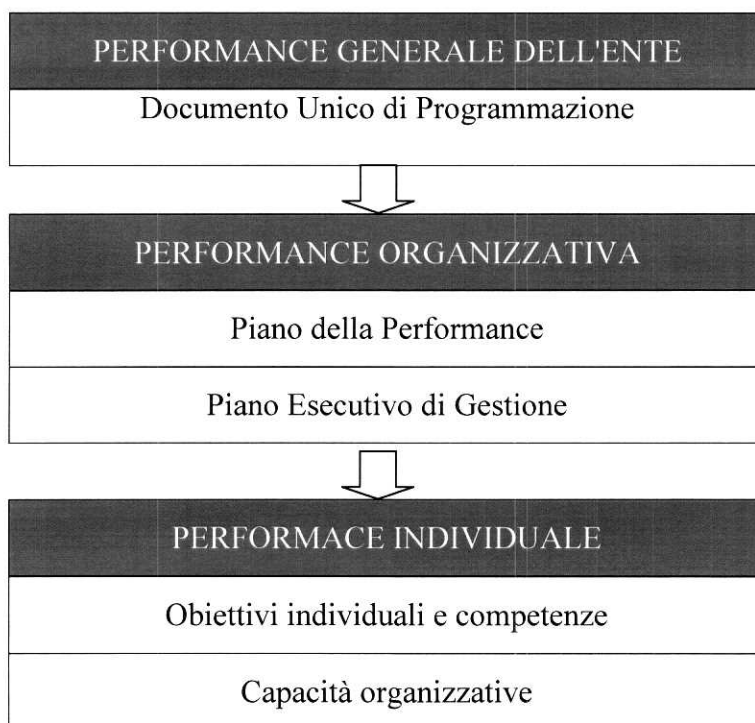 PERFORMANCE GENERALE DELL'ENTE
Documento Unico di Programmazione
PERFORMANCE ORGANIZZATIVA
Piano della Performance
Piano Esecutivo di Gestione
PERFORMACE INDIVIDUALE
Obiettivi individuali e competenze
Capacità organizzative